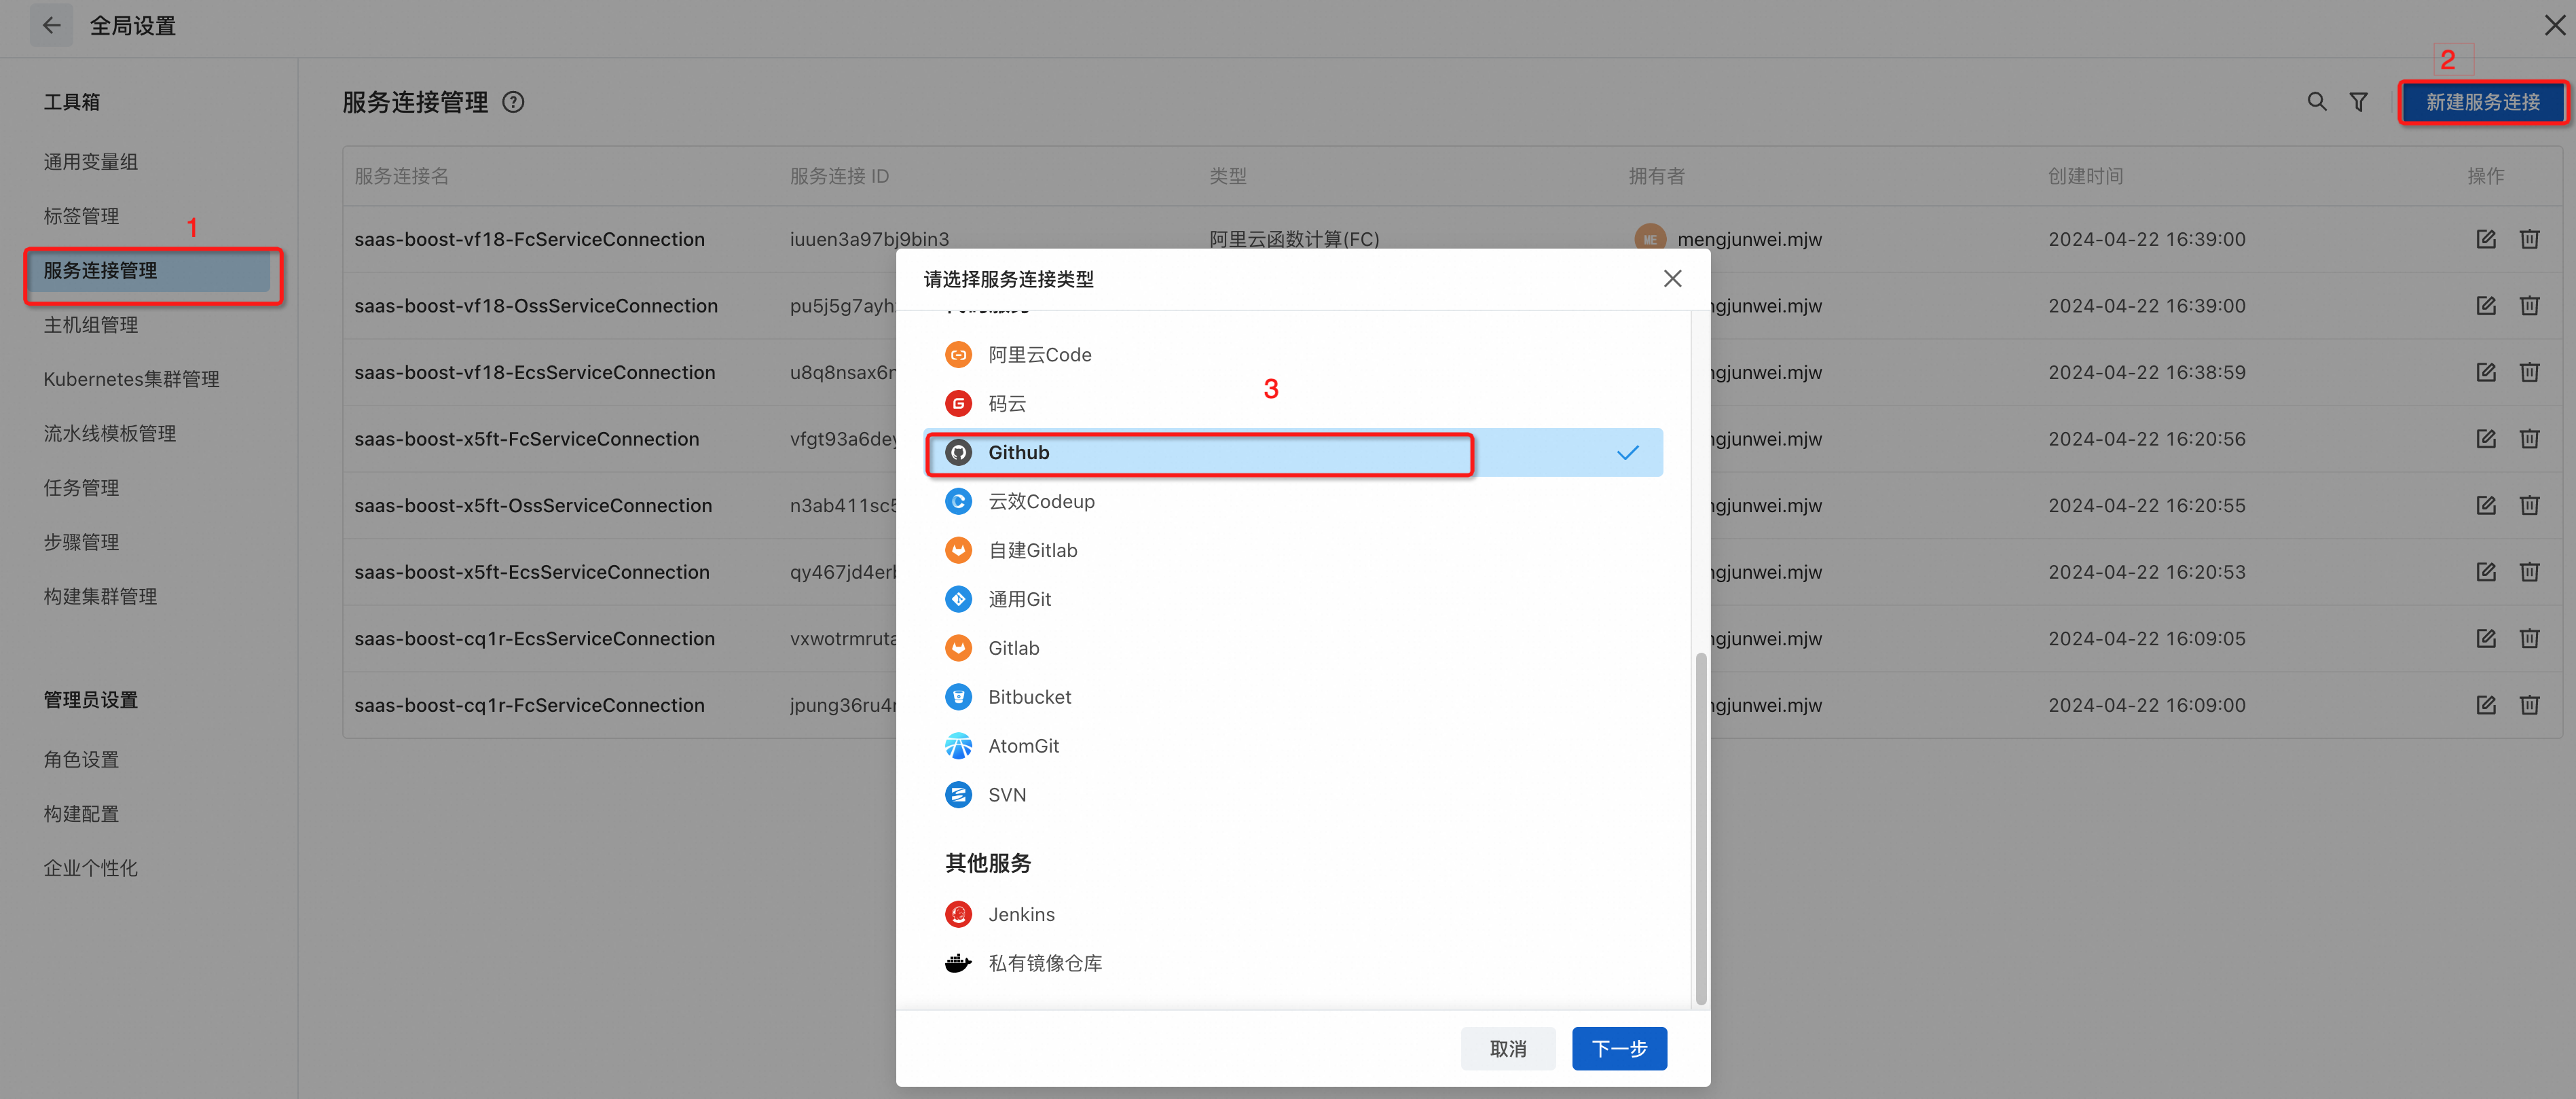 全局设置
2
工具箱
服务连接管理
新建服务连接
通用变量组
标签管理
1
服务连接管理
主机组管理
Kubernetes集群管理
流水线模板管理
任务管理
步骤管理
构建集群管理
管理员设置
角色设置
构建配置
企业个性化
服务连接名 服务连接 ID 类型 拥有者 创建时间 操作
saas-boost-vf18-FcServiceConnection iuuen3a97bj9bin3 阿里云函数计算(FC) ME mengjunwei.mjw 2024-04-22 16:39:00
saas-boost-vf18-OssServiceConnection pu5j5g7ayh ngjunwei.mjw 2024-04-22 16:39:00
saas-boost-vf18-EcsServiceConnection u8q8nsax6 ngjunwei.mjw 2024-04-22 16:38:59
saas-boost-x5ft-FcServiceConnection vfgt93a6de ngjunwei.mjw 2024-04-22 16:20:56
saas-boost-x5ft-OssServiceConnection n3ab411sc ngjunwei.mjw 2024-04-22 16:20:55
saas-boost-x5ft-EcsServiceConnection qy467jd4er ngjunwei.mjw 2024-04-22 16:20:53
saas-boost-cq1r-EcsServiceConnection vxwotrmruta ngjunwei.mjw 2024-04-22 16:09:05
saas-boost-cq1r-FcServiceConnection jpung36ru4 ngjunwei.mjw 2024-04-22 16:09:00
请选择服务连接类型
阿里云Code
3
码云
Github
云效Codeup
自建Gitlab
通用Git
Gitlab
Bitbucket
AtomGit
SVN
其他服务
Jenkins
私有镜像仓库
取消
下一步